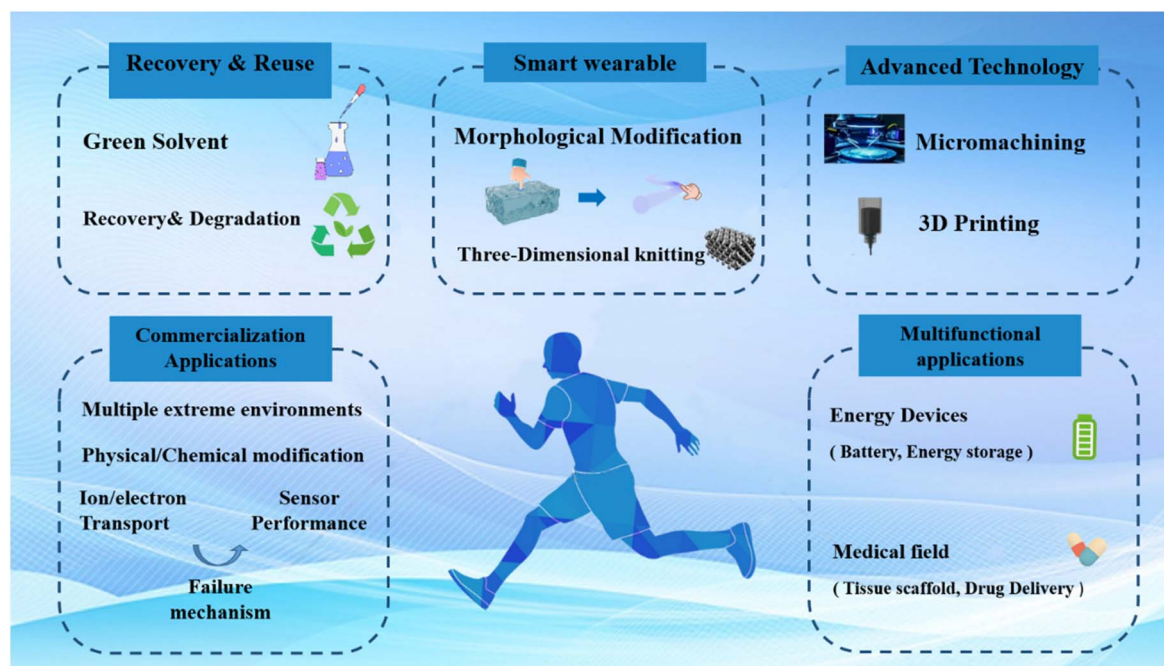 Recovery & Reuse
Green Solvent
Recovery& Degradation
Smart wearable
Morphological Modification
Three-Dimensional knitting
Advanced Technology
Micromachining
3D Printing
Commercialization
Applications
Multiple extreme environments
Physical/Chemical modification
Ion/electron
Transport
Sensor
Performance
Failure
mechanism
Multifunctional
applications
Energy Devices
( Battery, Energy storage )
Medical field
( Tissue scaffold, Drug Delivery )